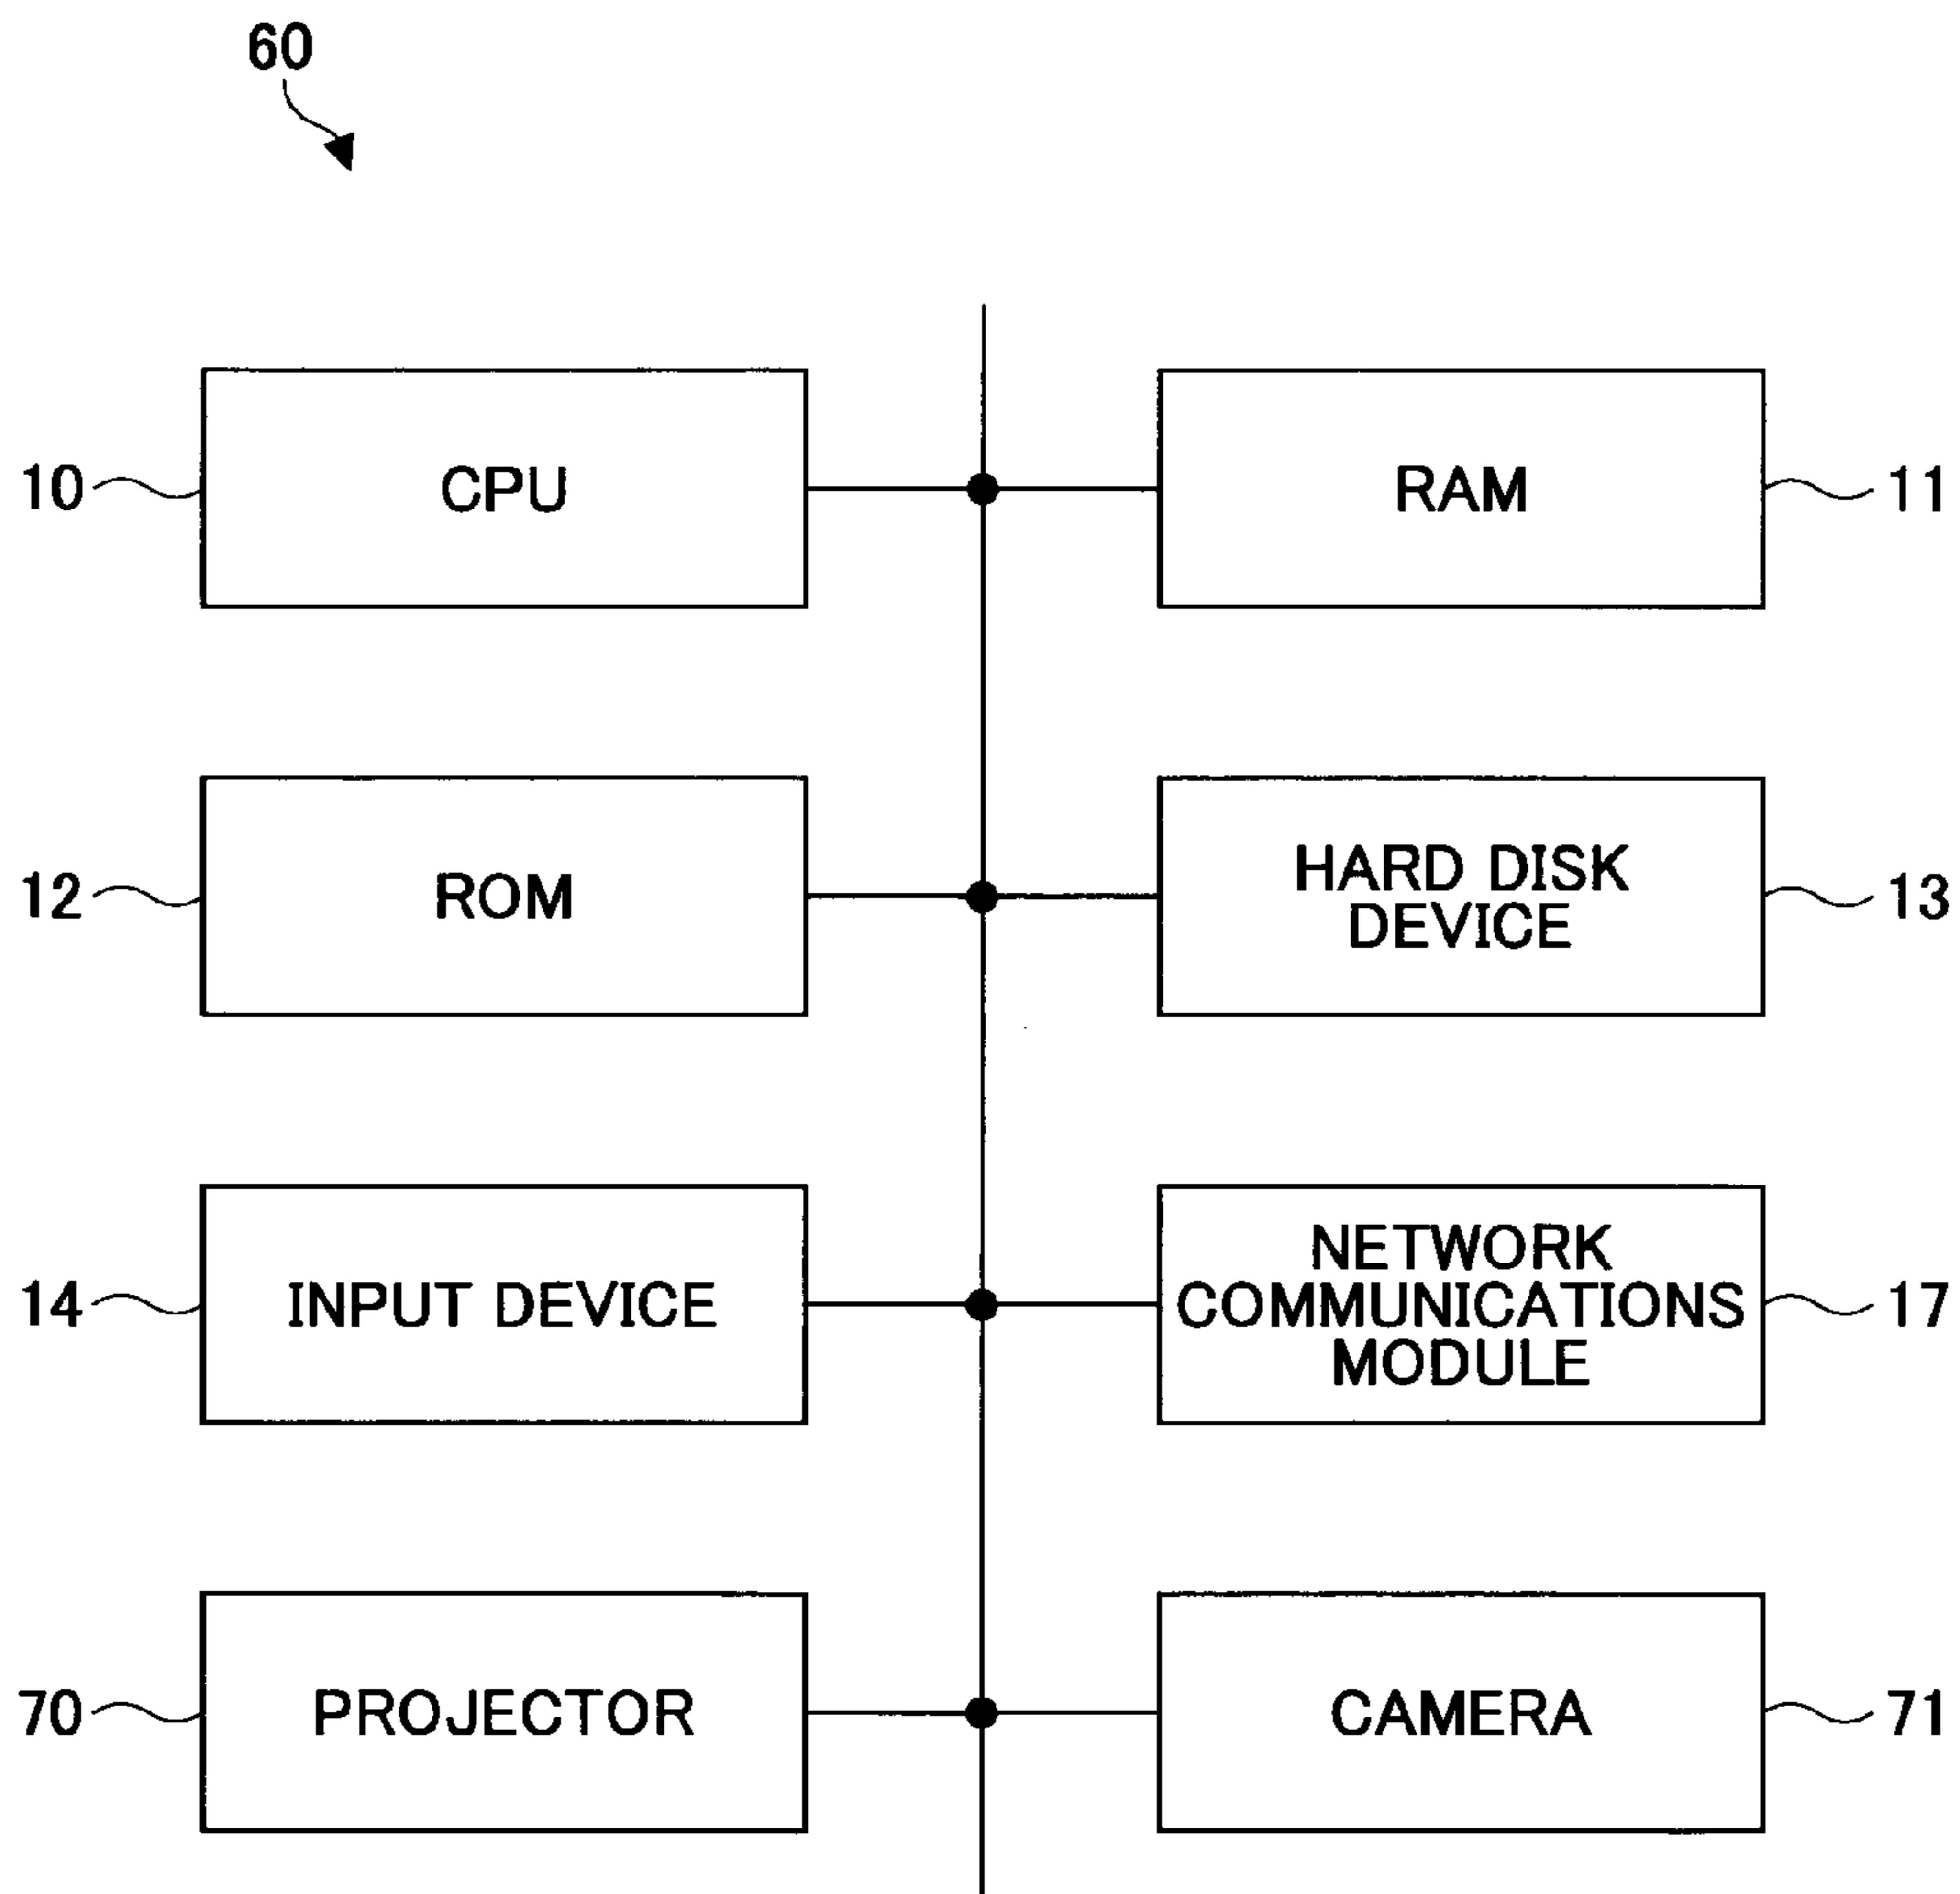 60
10
CPU
RAM
11
12
ROM
HARD DISK
DEVICE
13
14
INPUT DEVICE
NETWORK
COMMUNICATIONS
MODULE
17
70
PROJECTOR
CAMERA
71